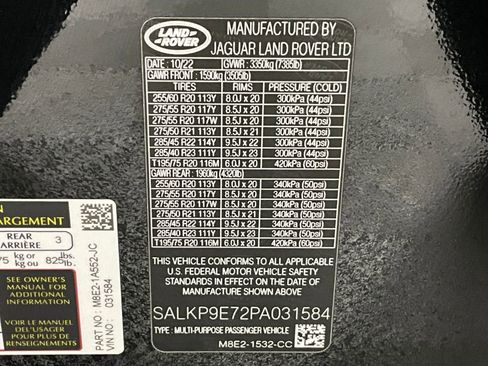 LAND ROVER
MANUFACTURED BY
JAGUAR LAND ROVER LTD
DATE : 10/22 GVWR : 3350kg (7385lb)
GAWR FRONT : 1590kg (3505lb)
TIRES RIMS PRESSURE (COLD)
255/60 R20 113Y 8.0J x 20 300kPa (44psi)
275/55 R20 117Y 8.5J x 20 300kPa (44psi)
275/55 R20 117W 8.5J x 20 300kPa (44psi)
275/50 R21 113Y 8.5J x 21 300kPa (44psi)
285/45 R22 114Y 9.5J x 22 300kPa (44psi)
285/40 R23 111Y 9.5J x 23 300kPa (44psi)
T195/75 R20 116M 6.0J x 20 420kPa (60psi)
GAWR REAR : 1960kg (4320lb)
255/60 R20 113Y 8.0J x 20 340kPa (50psi)
275/55 R20 117Y 8.5J x 20 340kPa (50psi)
275/55 R20 117W 8.5J x 20 340kPa (50psi)
275/50 R21 113Y 8.5J x 21 340kPa (50psi)
285/45 R22 114Y 9.5J x 22 340kPa (50psi)
285/40 R23 111Y 9.5J x 23 340kPa (50psi)
T195/75 R20 116M 6.0J x 20 420kPa (60psi)
THIS VEHICLE CONFORMS TO ALL APPLICABLE
U.S. FEDERAL MOTOR VEHICLE SAFETY STANDARDS
IN EFFECT ON THE DATE OF
MANUFACTURE SHOWN ABOVE.
SALKP9E72PA031584
TYPE : MULTI-PURPOSE PASSENGER VEHICLE
M8E2-1532-CC
ARGEMENT
REAR 3
ARRIÈRE
kg or lbs.
kg ou 825 lb.
SEE OWNER'S
MANUAL FOR
ADDITIONAL
INFORMATION
VOIR LE MANUEL
DU USAGER
POUR PLUS DE
RENSEIGNEMENTS
PART NO.: M8E2-1A552-JC
VIN NO : 031584